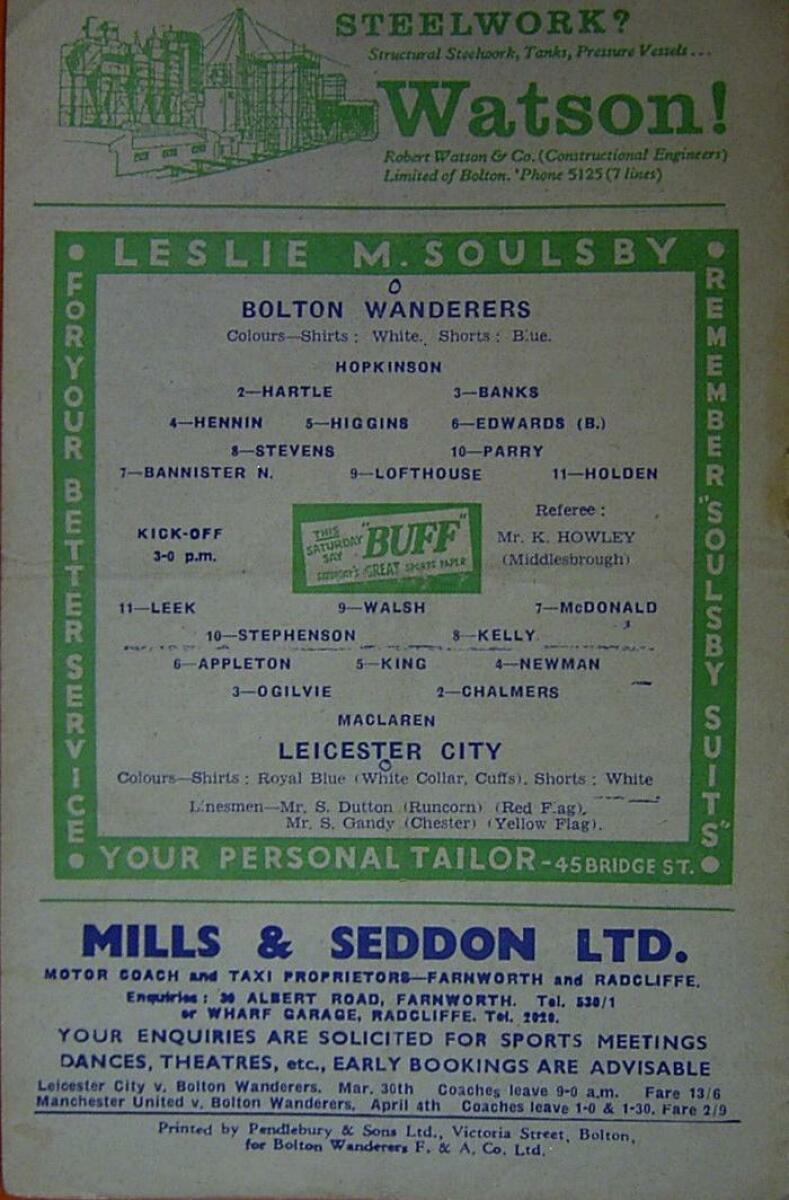 STEELWORK?
Structural Steelwork, Tanks, Pressure Vessels...
Watson!
Robert Watson & Co. (Constructional Engineers)
Limited of Bolton. 'Phone 5125 (7 lines)
LESLIE M. SOULSBY
FOR YOUR BETTER SERVICE
REMEMBER "SOULSBY SUITS"
O
BOLTON WANDERERS
Colours—Shirts : White. Shorts : Blue.
HOPKINSON
2—HARTLE 3—BANKS
4—HENNIN 5—HIGGINS 6—EDWARDS (B.)
8—STEVENS 10—PARRY
7—BANNISTER N. 9—LOFTHOUSE 11—HOLDEN
KICK-OFF
3-0 p.m.
THIS
SATURDAY
SAY
"BUFF"
SATURDAY'S GREAT SPORTS PAPER
Referee :
Mr. K. HOWLEY
(Middlesbrough)
11—LEEK 9—WALSH 7—McDONALD
10—STEPHENSON 8—KELLY
6—APPLETON 5—KING 4—NEWMAN
3—OGILVIE 2—CHALMERS
MACLAREN
LEICESTER CITY
O
Colours—Shirts : Royal Blue (White Collar, Cuffs). Shorts : White
Linesmen—Mr. S. Dutton (Runcorn) (Red Flag).
Mr. S. Gandy (Chester) (Yellow Flag).
YOUR PERSONAL TAILOR - 45 BRIDGE ST.
MILLS & SEDDON LTD.
MOTOR COACH and TAXI PROPRIETORS—FARNWORTH and RADCLIFFE.
Enquiries : ALBERT ROAD, FARNWORTH. Tel. 530/1
or WHARF GARAGE, RADCLIFFE. Tel.
YOUR ENQUIRIES ARE SOLICITED FOR SPORTS MEETINGS
DANCES, THEATRES, etc., EARLY BOOKINGS ARE ADVISABLE
Leicester City v. Bolton Wanderers. Mar. 30th Coaches leave 9-0 a.m. Fare 13/6
Manchester United v. Bolton Wanderers, April 4th Coaches leave 1-0 & 1-30. Fare 2/9
Printed by Pendlebury & Sons Ltd., Victoria Street, Bolton,
for Bolton Wanderers F. & A. Co. Ltd.